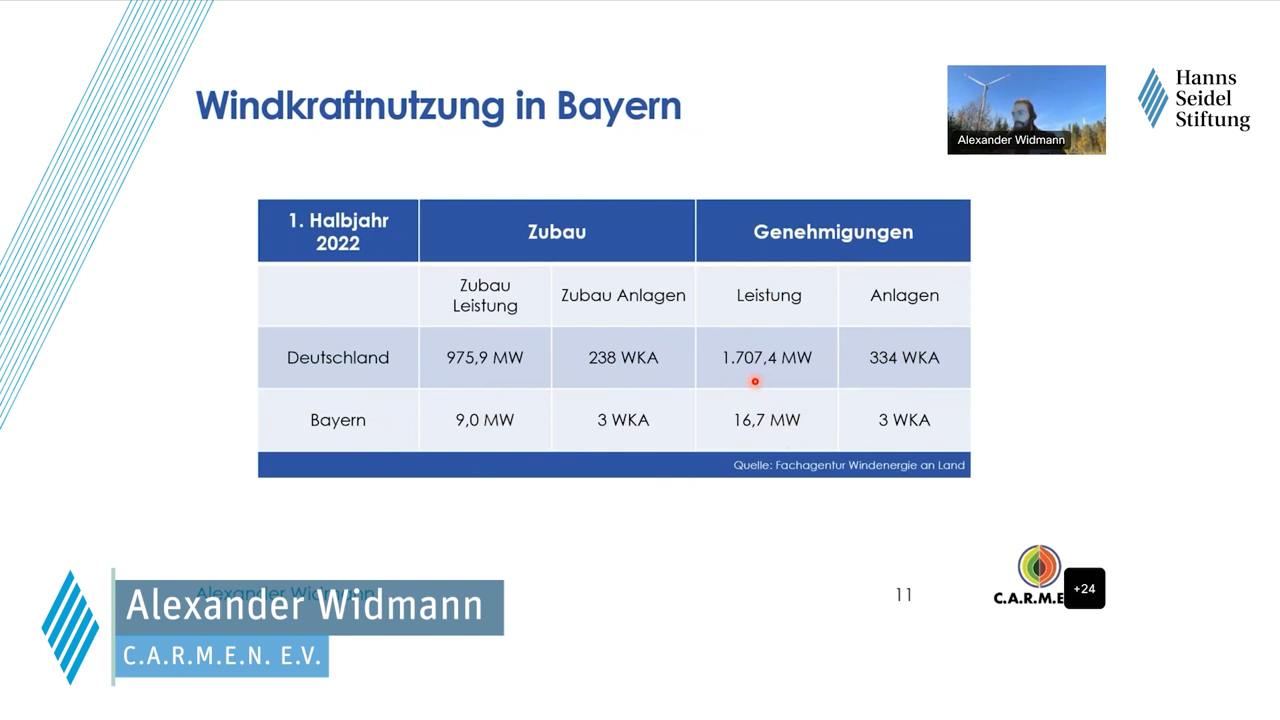 Windkraftnutzung in Bayern
Alexander Widmann
Hanns
Seidel
Stiftung
1. Halbjahr
2022
Zubau
Genehmigungen
Zubau
Leistung
Zubau Anlagen
Leistung
Anlagen
Deutschland
975,9 MW
238 WKA
1.707,4 MW
334 WKA
Bayern
9,0 MW
3 WKA
16,7 MW
3 WKA
Quelle: Fachagentur Windenergie an Land
Alexander Widmann
Alexander Widmann
C.A.R.M.E.N. E.V.
11
C.A.R.M.E
+24